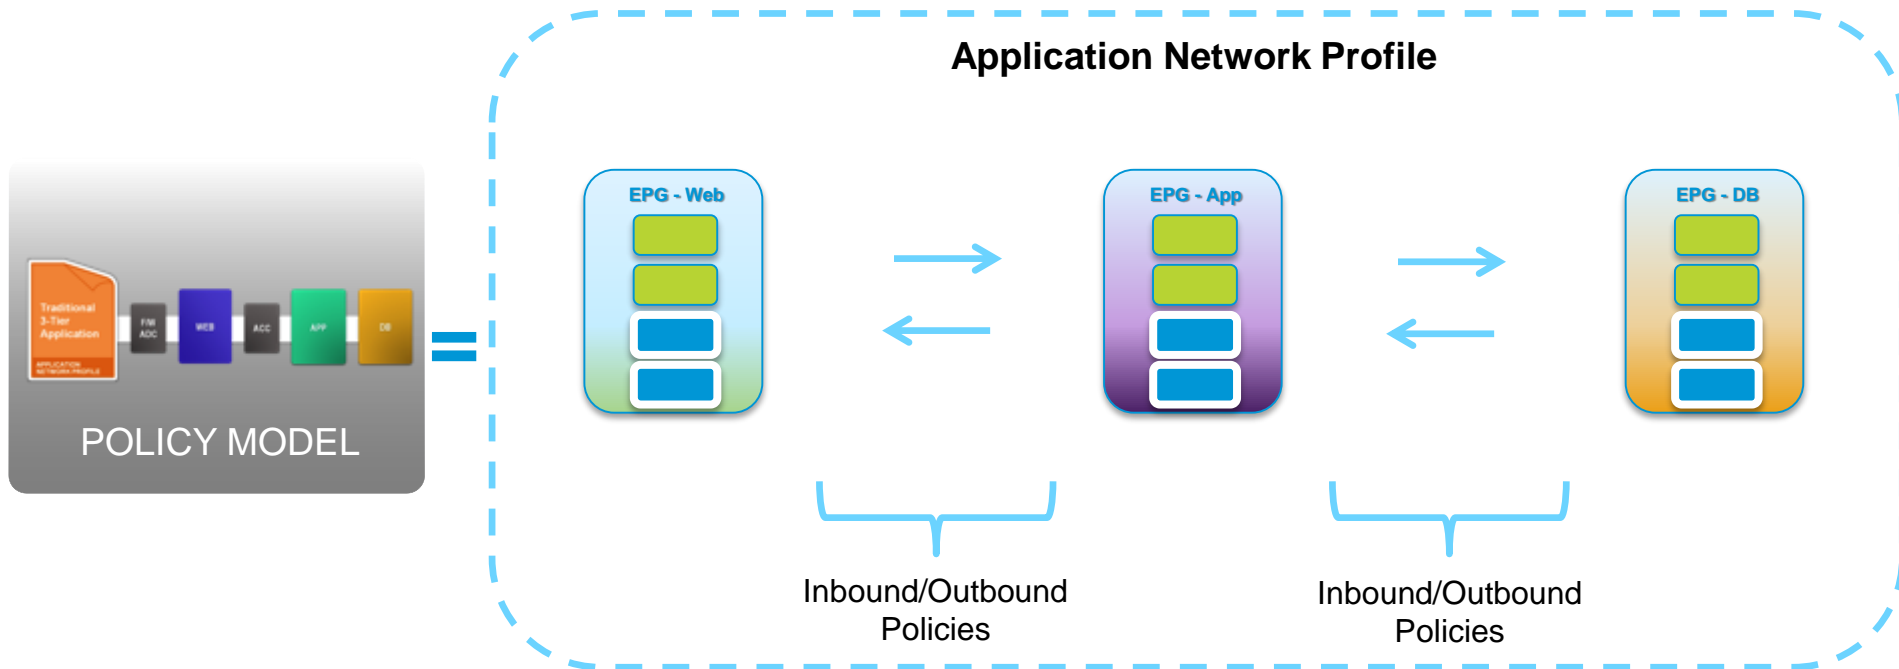 Application Network Profile
Traditional
3-Tier
Application
APPLICATION
NETWORK PROFILE
F/W
ADC
WEB
ACC
APP
DB
POLICY MODEL
EPG - Web
EPG - App
EPG - DB
Inbound/Outbound
Policies
Inbound/Outbound
Policies